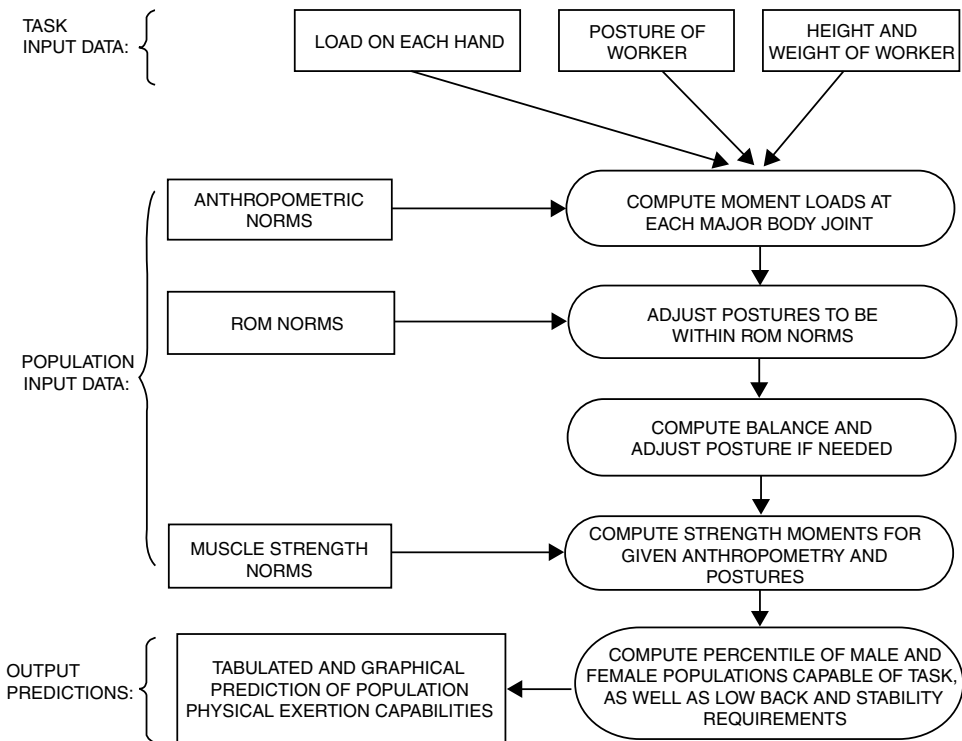 TASK
INPUT DATA:
LOAD ON EACH HAND
POSTURE OF
WORKER
HEIGHT AND
WEIGHT OF WORKER
POPULATION
INPUT DATA:
ANTHROPOMETRIC
NORMS
COMPUTE MOMENT LOADS AT
EACH MAJOR BODY JOINT
ROM NORMS
ADJUST POSTURES TO BE
WITHIN ROM NORMS
COMPUTE BALANCE AND
ADJUST POSTURE IF NEEDED
MUSCLE STRENGTH
NORMS
COMPUTE STRENGTH MOMENTS FOR
GIVEN ANTHROPOMETRY AND
POSTURES
OUTPUT
PREDICTIONS:
TABULATED AND GRAPHICAL
PREDICTION OF POPULATION
PHYSICAL EXERTION CAPABILITIES
COMPUTE PERCENTILE OF MALE AND
FEMALE POPULATIONS CAPABLE OF TASK,
AS WELL AS LOW BACK AND STABILITY
REQUIREMENTS